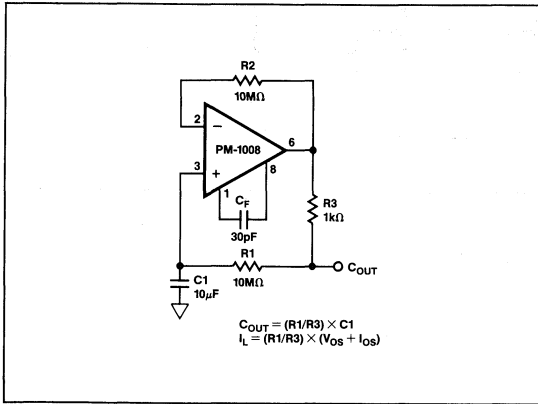 R2
10MΩ
2
−
PM-1008
6
3
+
1
8
C_F
30pF
R3
1kΩ
R1
10MΩ
C_OUT
C1
10μF
C_OUT = (R1/R3) × C1
I_L = (R1/R3) × (V_OS + I_OS)